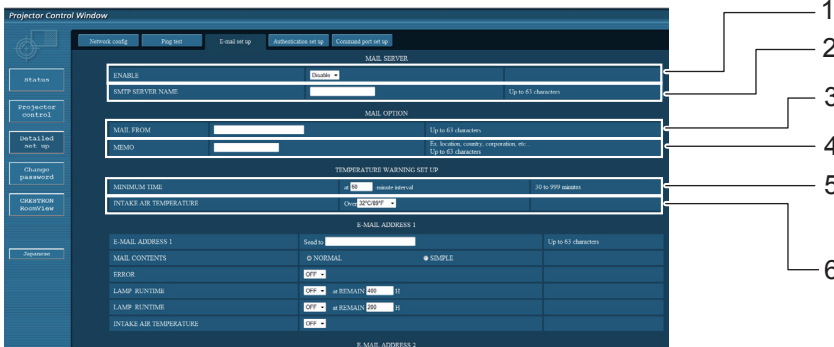 Projector Control Window
Network config Ping test E-mail set up Authentication set up Command port set up
MAIL SERVER
ENABLE Disable
SMTP SERVER NAME Up to 63 characters
MAIL OPTION
MAIL FROM Up to 63 characters
MEMO Ex. location, country, corporation, etc...
Up to 63 characters
TEMPERATURE WARNING SET UP
MINIMUM TIME at 60 -minute interval 30 to 999 minutes
INTAKE AIR TEMPERATURE Over 32°C/89°F
E-MAIL ADDRESS 1
E-MAIL ADDRESS 1 Send to Up to 63 characters
MAIL CONTENTS NORMAL SIMPLE
ERROR OFF
LAMP RUNTIME OFF at REMAIN 400 H
LAMP RUNTIME OFF at REMAIN 200 H
INTAKE AIR TEMPERATURE OFF
E-MAIL ADDRESS 2
Status
Projector
control
Detailed
set up
Change
password
CRESTRON
RoomView
Japanese
1
2
3
4
5
6